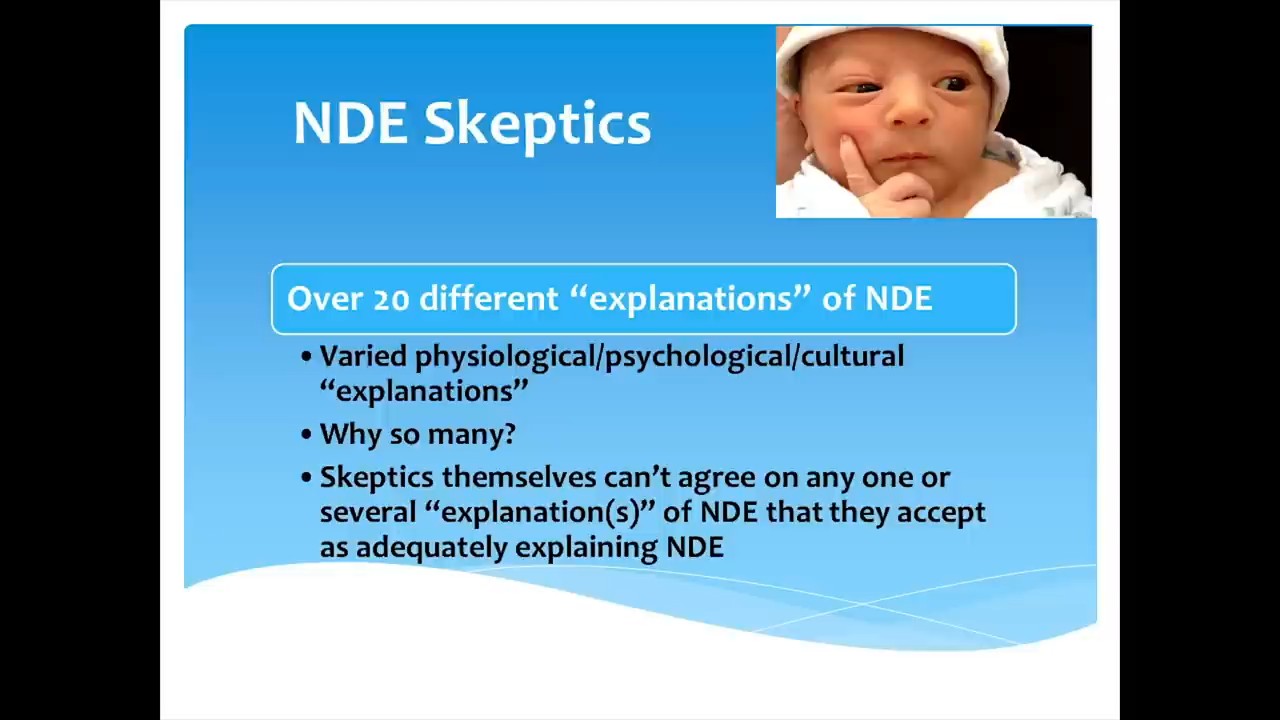 NDE Skeptics
Over 20 different “explanations” of NDE
• Varied physiological/psychological/cultural
“explanations”
• Why so many?
• Skeptics themselves can’t agree on any one or
several “explanation(s)” of NDE that they accept
as adequately explaining NDE